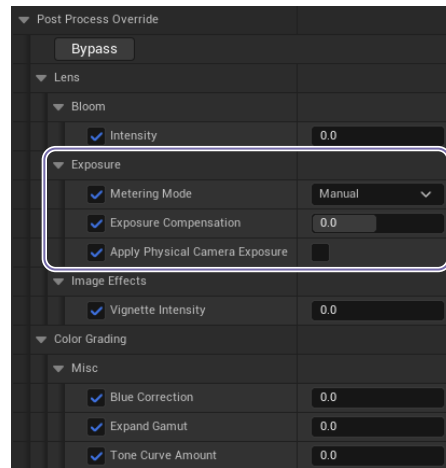 Post Process Override
Bypass
Lens
Bloom
Intensity 0.0
Exposure
Metering Mode Manual
Exposure Compensation 0.0
Apply Physical Camera Exposure
Image Effects
Vignette Intensity 0.0
Color Grading
Misc
Blue Correction 0.0
Expand Gamut 0.0
Tone Curve Amount 0.0